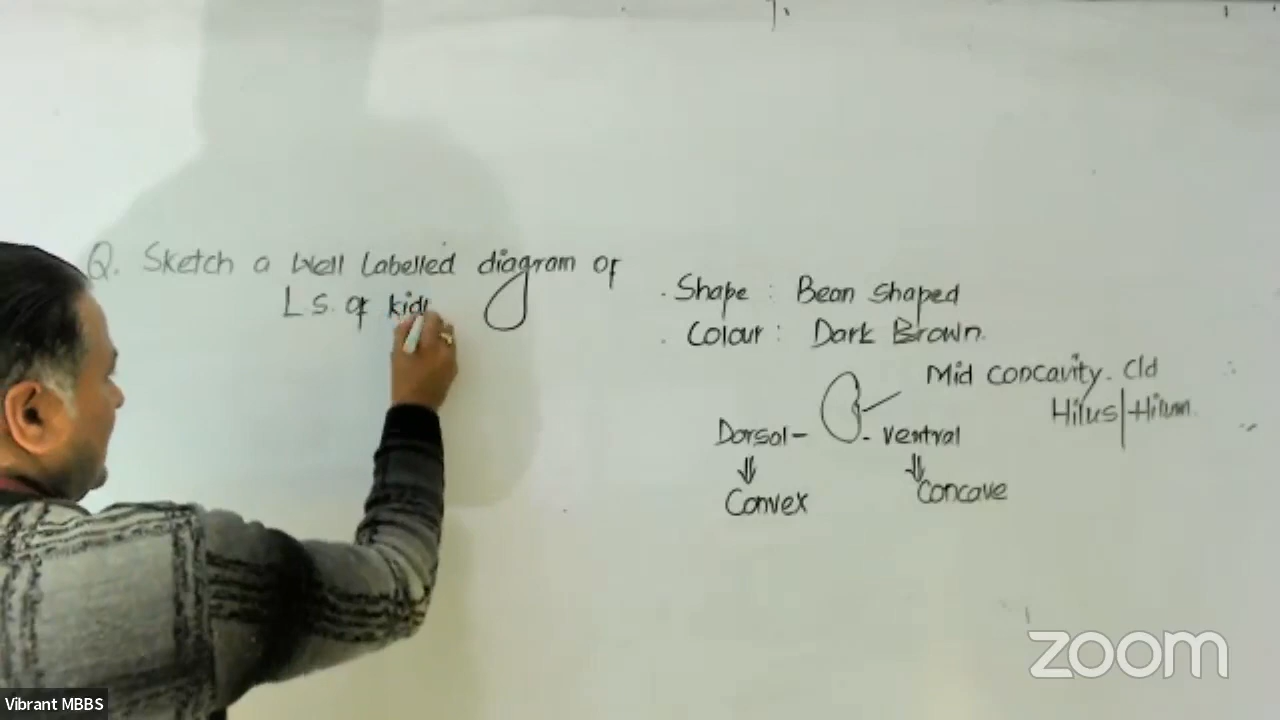 Q. Sketch a Well Labelled diagram of
L.S. of kid
. Shape : Bean shaped
. Colour : Dark Brown.
Mid concavity. Cld
Hilus|Hilum
Dorsal - - ventral
⇓ ⇓
Convex Concave
zoom
Vibrant MBBS